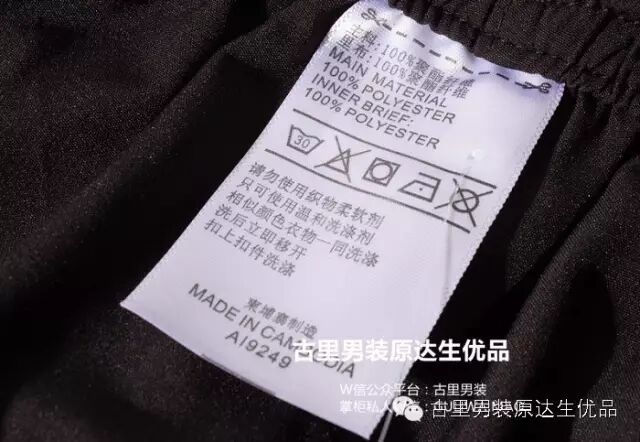 主料：100%聚酯纤维
里布：100%聚酯纤维
MAIN MATERIAL
100% POLYESTER
INNER BRIEF:
100% POLYESTER
30
请勿使用织物柔软剂
只可使用温和洗涤剂
相似颜色衣物一同洗涤
洗后立即移开
扣上扣件洗涤
柬埔寨制造
MADE IN CAMBODIA
AI9249
古里男装原达生优品
W信公众平台：古里男装
掌柜私人
古里男装原达生优品